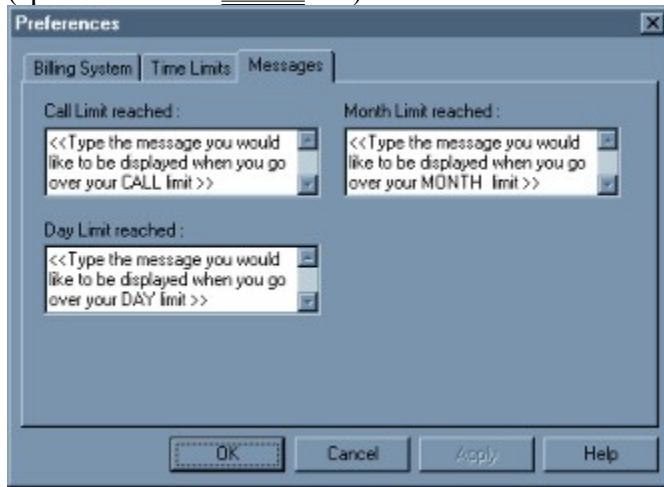 Preferences
Billing System Time Limits Messages
Call Limit reached :
<<Type the message you would
like to be displayed when you go
over your CALL limit >>
Month Limit reached :
<<Type the message you would
like to be displayed when you go
over your MONTH limit >>
Day Limit reached :
<<Type the message you would
like to be displayed when you go
over your DAY limit >>
OK Cancel Apply Help